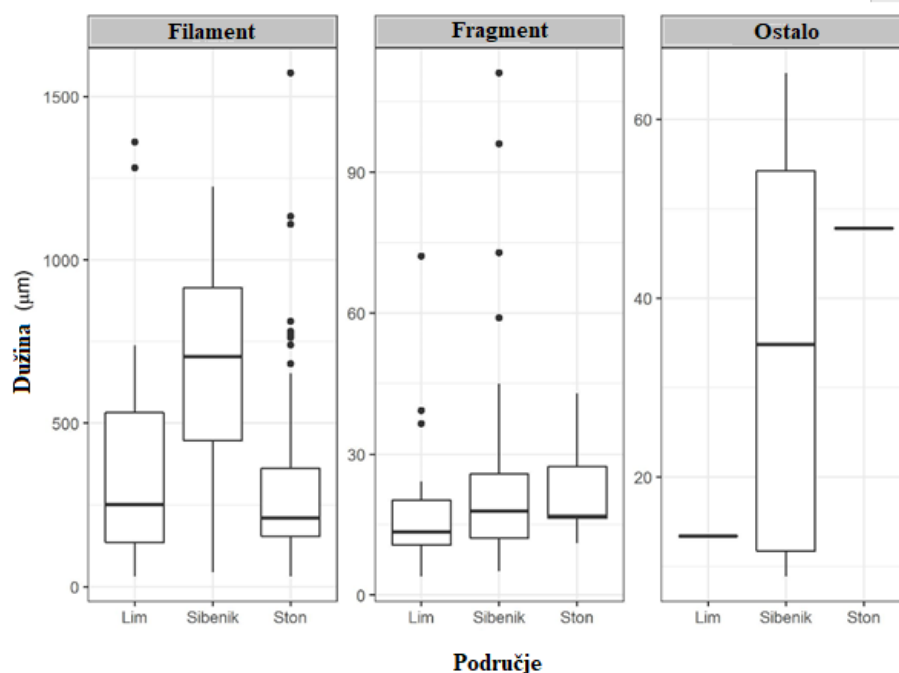 Filament Fragment Ostalo
1500
1000
500
0
90
60
30
0
60
40
20
Dužina (μm)
Lim Sibenik Ston Lim Sibenik Ston Lim Sibenik Ston
Područje